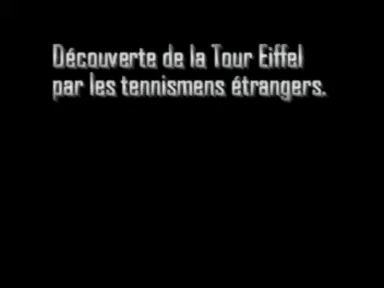 Découverte de la Tour Eiffel
par les tennismens étrangers.